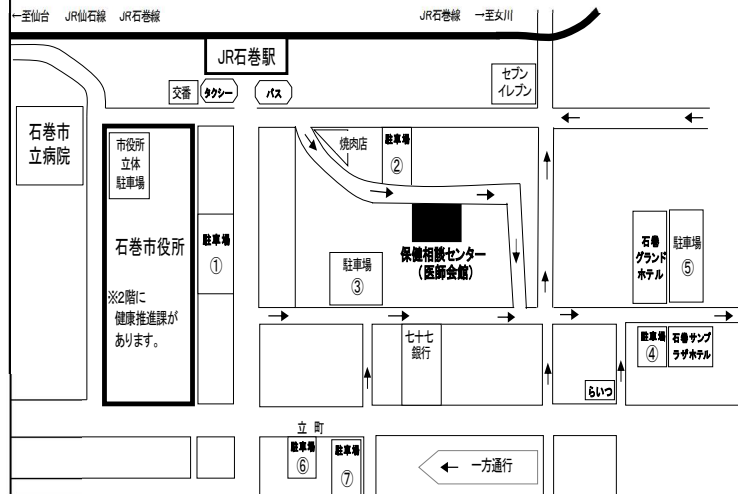 ←至仙台 JR仙石線 JR石巻線
JR石巻線 →至女川
JR石巻駅
交番
タクシー
バス
セブン
イレブン
石巻市
立病院
市役所
立体
駐車場
石巻市役所
※2階に
健康推進課が
あります。
駐車場
①
焼肉店
駐車場
②
保健相談センター
(医師会館)
駐車場
③
石巻
グランド
ホテル
駐車場
⑤
七十七
銀行
駐車場
④
石巻サンプ
ラザホテル
らいつ
立 町
駐車場
⑥
駐車場
⑦
← 一方通行